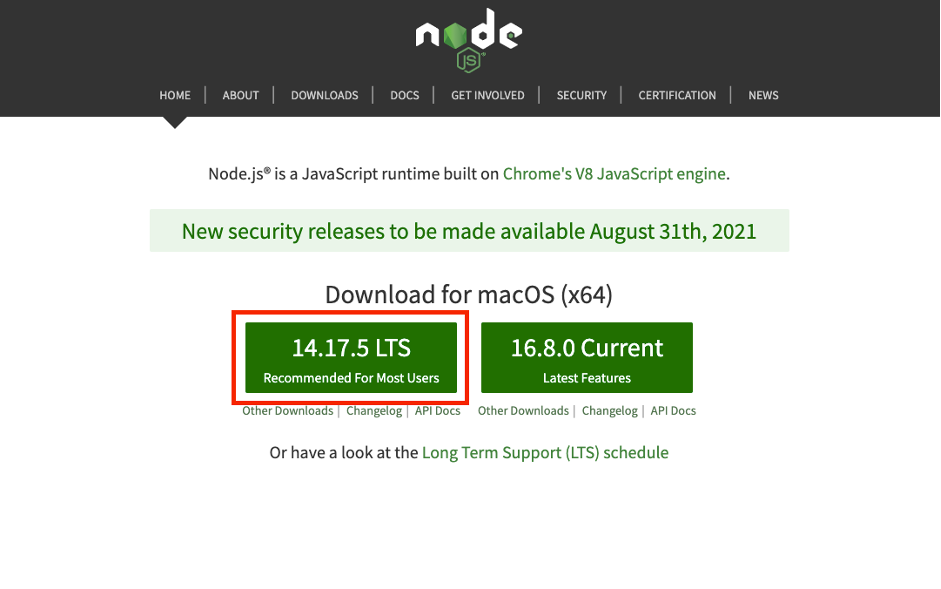 node
JS
HOME | ABOUT | DOWNLOADS | DOCS | GET INVOLVED | SECURITY | CERTIFICATION | NEWS
Node.js® is a JavaScript runtime built on Chrome's V8 JavaScript engine.
New security releases to be made available August 31th, 2021
Download for macOS (x64)
14.17.5 LTS 16.8.0 Current
Recommended For Most Users Latest Features
Other Downloads | Changelog | API Docs Other Downloads | Changelog | API Docs
Or have a look at the Long Term Support (LTS) schedule